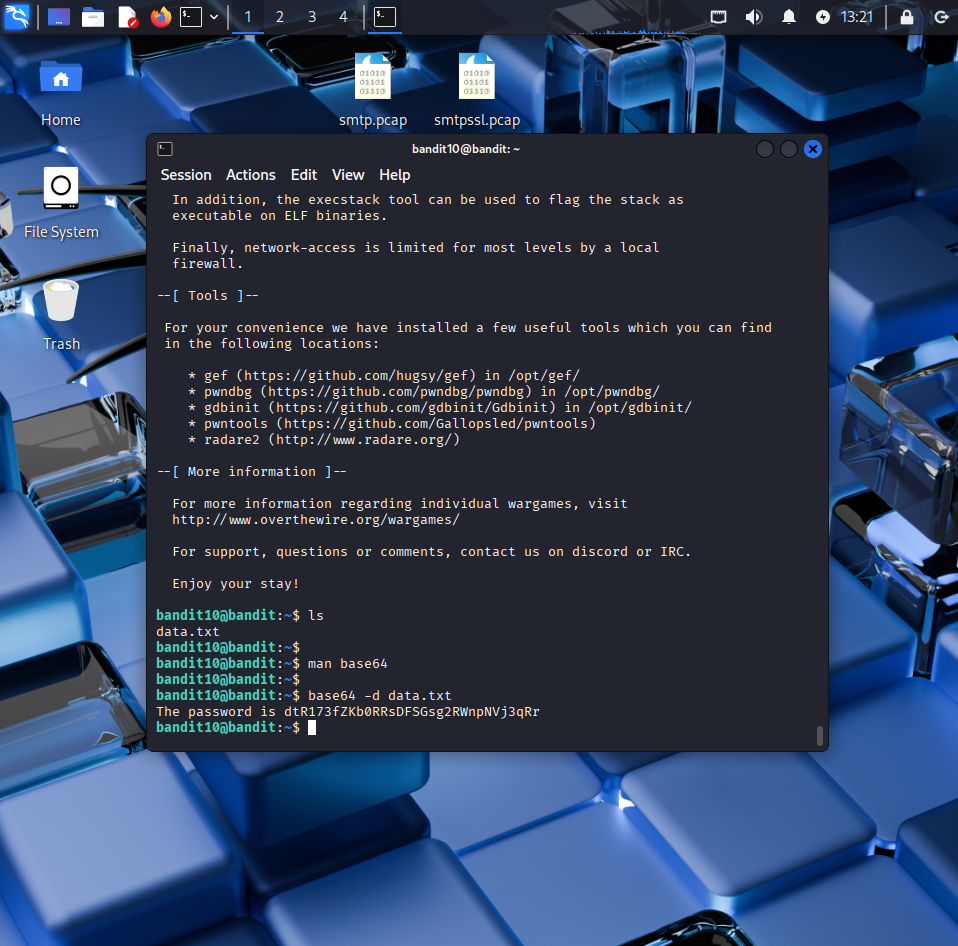 1 2 3 4 13:21
smtp.pcap smtpssl.pcap
Home
File System
Trash
bandit10@bandit: ~
Session Actions Edit View Help
In addition, the execstack tool can be used to flag the stack as
executable on ELF binaries.
Finally, network-access is limited for most levels by a local
firewall.
--[ Tools ]--
For your convenience we have installed a few useful tools which you can find
in the following locations:
* gef (https://github.com/hugsy/gef) in /opt/gef/
* pwndbg (https://github.com/pwndbg/pwndbg) in /opt/pwndbg/
* gdbinit (https://github.com/gdbinit/Gdbinit) in /opt/gdbinit/
* pwntools (https://github.com/Gallopsled/pwntools)
* radare2 (http://www.radare.org/)
--[ More information ]--
For more information regarding individual wargames, visit
http://www.overthewire.org/wargames/
For support, questions or comments, contact us on discord or IRC.
Enjoy your stay!
bandit10@bandit:~$ ls
data.txt
bandit10@bandit:~$
bandit10@bandit:~$ man base64
bandit10@bandit:~$
bandit10@bandit:~$ base64 -d data.txt
The password is dtR173fZKb0RRsDFSGsg2RWnpNVj3qRr
bandit10@bandit:~$